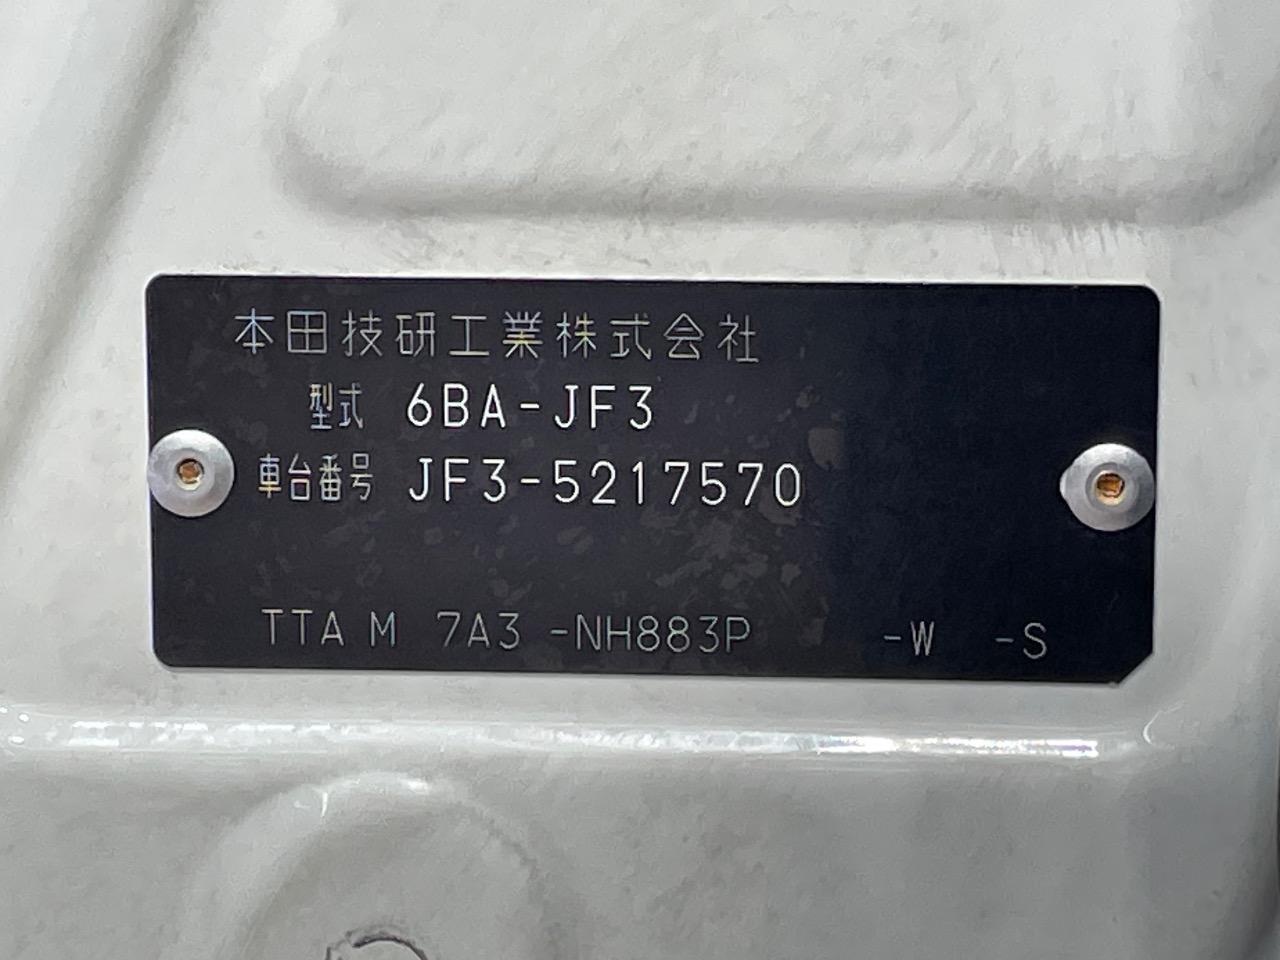 本田技研工業株式会社
型式 6BA-JF3
車台番号 JF3-5217570
TTA M 7A3 -NH883P -W -S